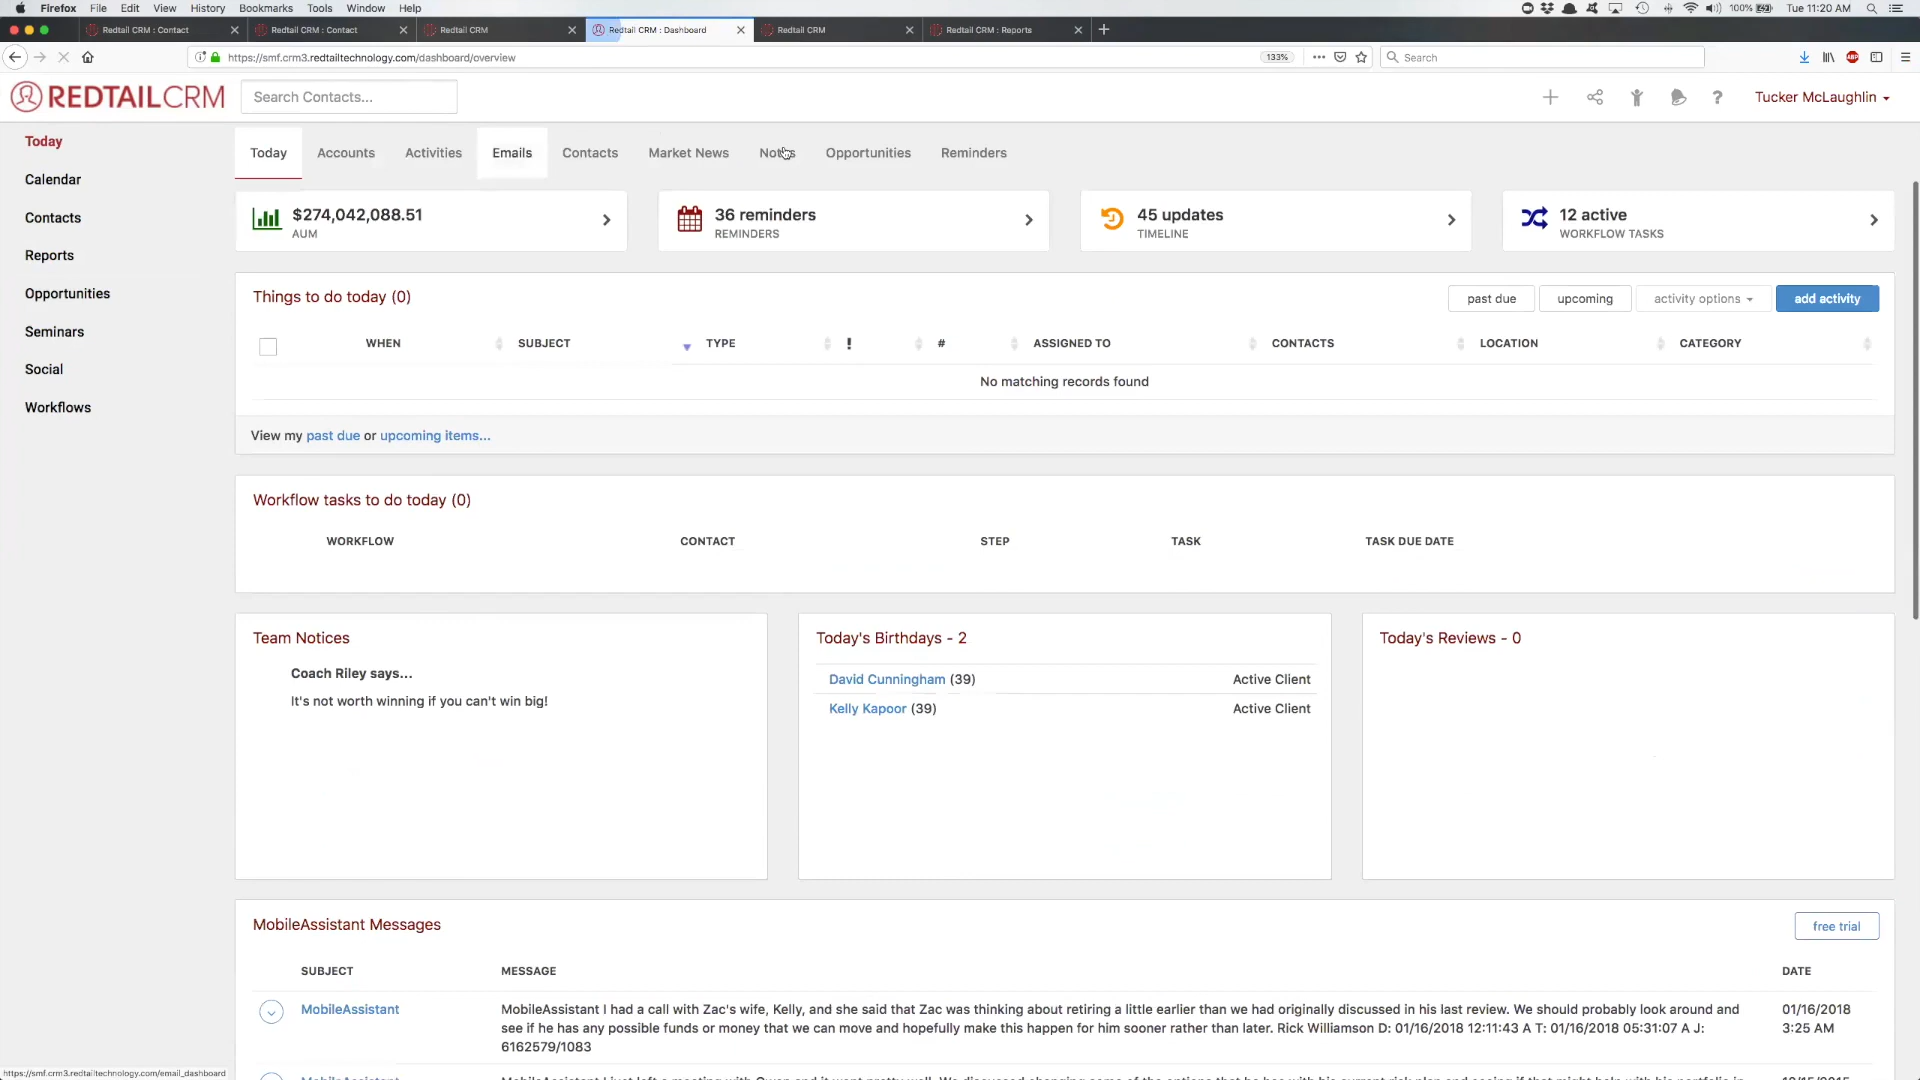 Firefox File Edit View History Bookmarks Tools Window Help 100% Tue 11:20 AM
Redtail CRM : Contact Redtail CRM : Contact Redtail CRM Redtail CRM : Dashboard Redtail CRM Redtail CRM : Reports
https://smf.crm3.redtailtechnology.com/dashboard/overview 133% Search
REDTAILCRM Search Contacts... Tucker McLaughlin
Today
Calendar
Contacts
Reports
Opportunities
Seminars
Social
Workflows
Today Accounts Activities Emails Contacts Market News Notes Opportunities Reminders
$274,042,088.51
AUM
36 reminders
REMINDERS
45 updates
TIMELINE
12 active
WORKFLOW TASKS
Things to do today (0) past due upcoming activity options add activity
WHEN SUBJECT TYPE ! # ASSIGNED TO CONTACTS LOCATION CATEGORY
No matching records found
View my past due or upcoming items...
Workflow tasks to do today (0)
WORKFLOW CONTACT STEP TASK TASK DUE DATE
Team Notices
Coach Riley says...
It's not worth winning if you can't win big!
Today's Birthdays - 2
David Cunningham (39) Active Client
Kelly Kapoor (39) Active Client
Today's Reviews - 0
MobileAssistant Messages free trial
SUBJECT MESSAGE DATE
MobileAssistant MobileAssistant I had a call with Zac's wife, Kelly, and she said that Zac was thinking about retiring a little earlier than we had originally discussed in his last review. We should probably look around and 01/16/2018
see if he has any possible funds or money that we can move and hopefully make this happen for him sooner rather than later. Rick Williamson D: 01/16/2018 12:11:43 A T: 01/16/2018 05:31:07 A J: 3:25 AM
6162579/1083
https://smf.crm3.redtailtechnology.com/email_dashboard